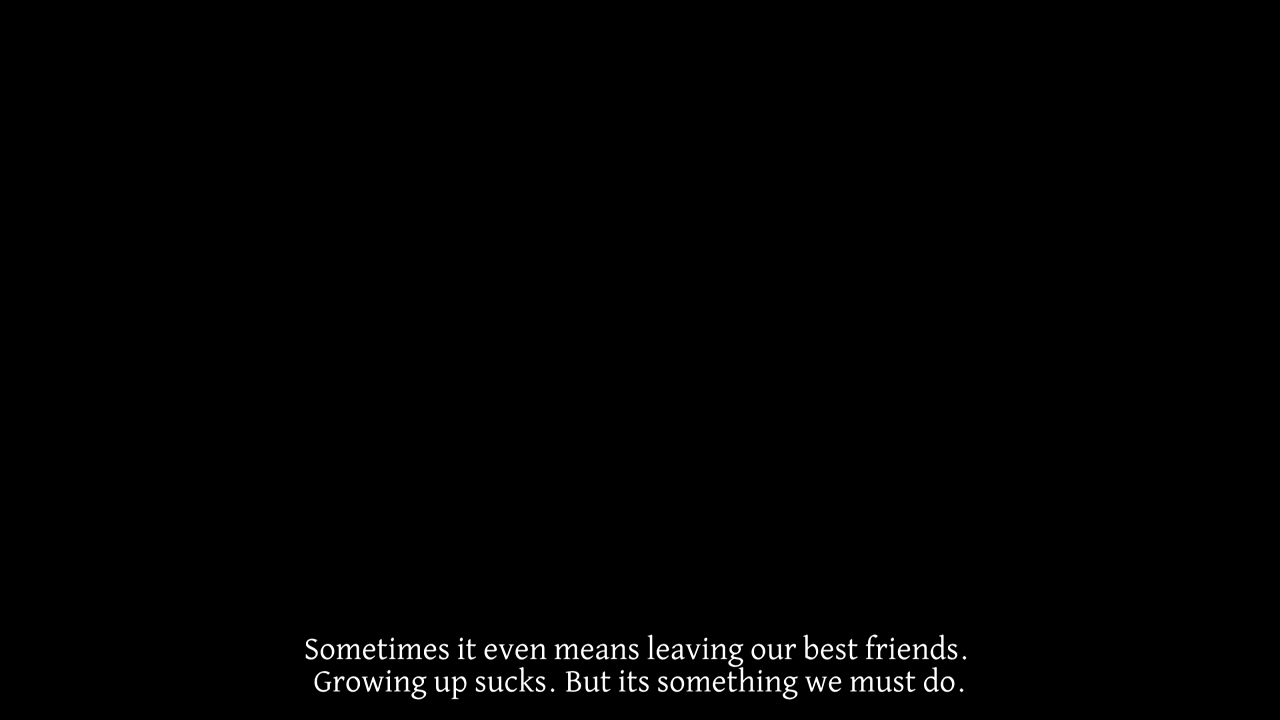 Sometimes it even means leaving our best friends.
Growing up sucks. But its something we must do.